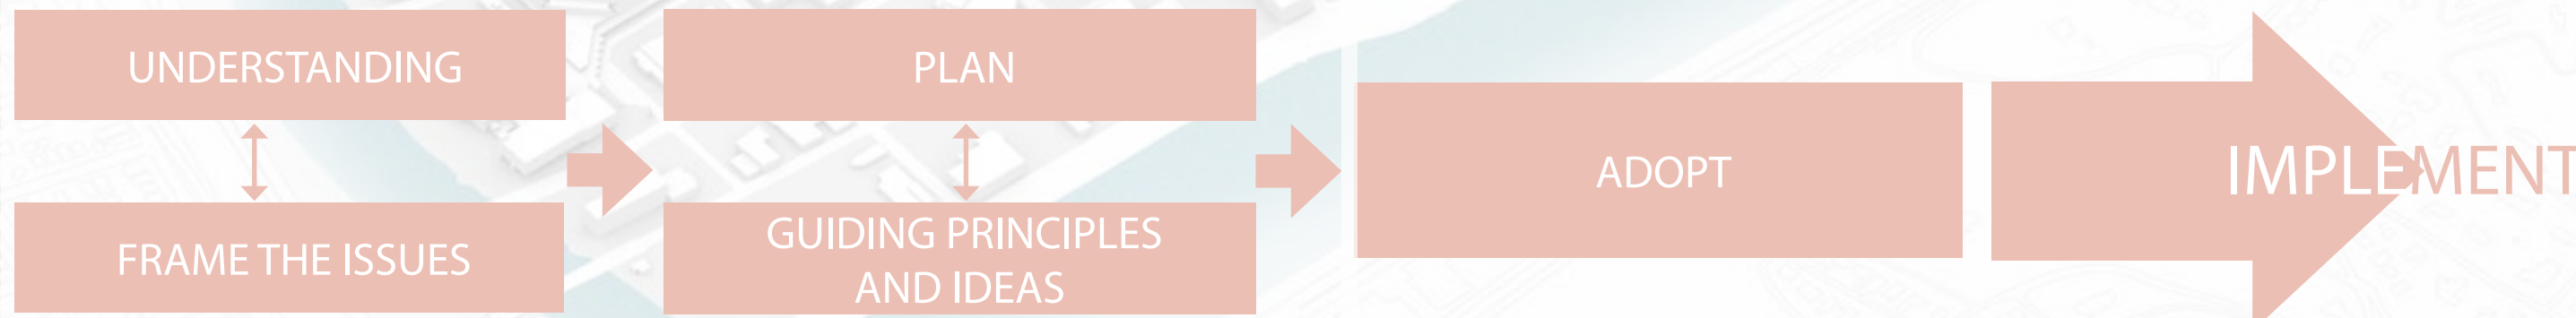 UNDERSTANDING
FRAME THE ISSUES
PLAN
GUIDING PRINCIPLES
AND IDEAS
ADOPT
IMPLEMENT